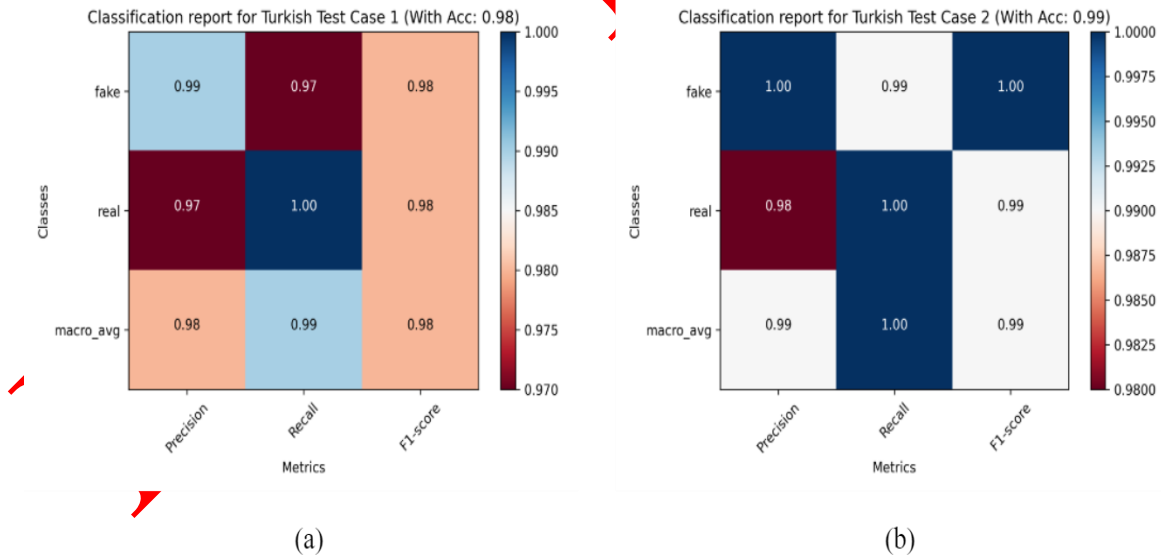 Classification report for Turkish Test Case 1 (With Acc: 0.98)
fake 0.99 0.97 0.98
real 0.97 1.00 0.98
macro_avg 0.98 0.99 0.98
Classes
Precision Recall F1-score
Metrics
1.000
0.995
0.990
0.985
0.980
0.975
0.970
(a)
Classification report for Turkish Test Case 2 (With Acc: 0.99)
fake 1.00 0.99 1.00
real 0.98 1.00 0.99
macro_avg 0.99 1.00 0.99
Classes
Precision Recall F1-score
Metrics
1.0000
0.9975
0.9950
0.9925
0.9900
0.9875
0.9850
0.9825
0.9800
(b)